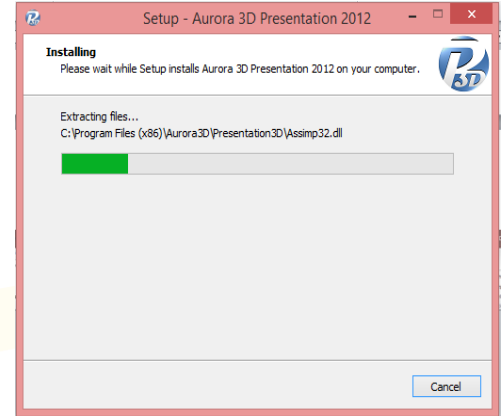 Setup - Aurora 3D Presentation 2012
Installing
Please wait while Setup installs Aurora 3D Presentation 2012 on your computer.
P3D
Extracting files...
C:\Program Files (x86)\Aurora3D\Presentation3D\Assimp32.dll
Cancel